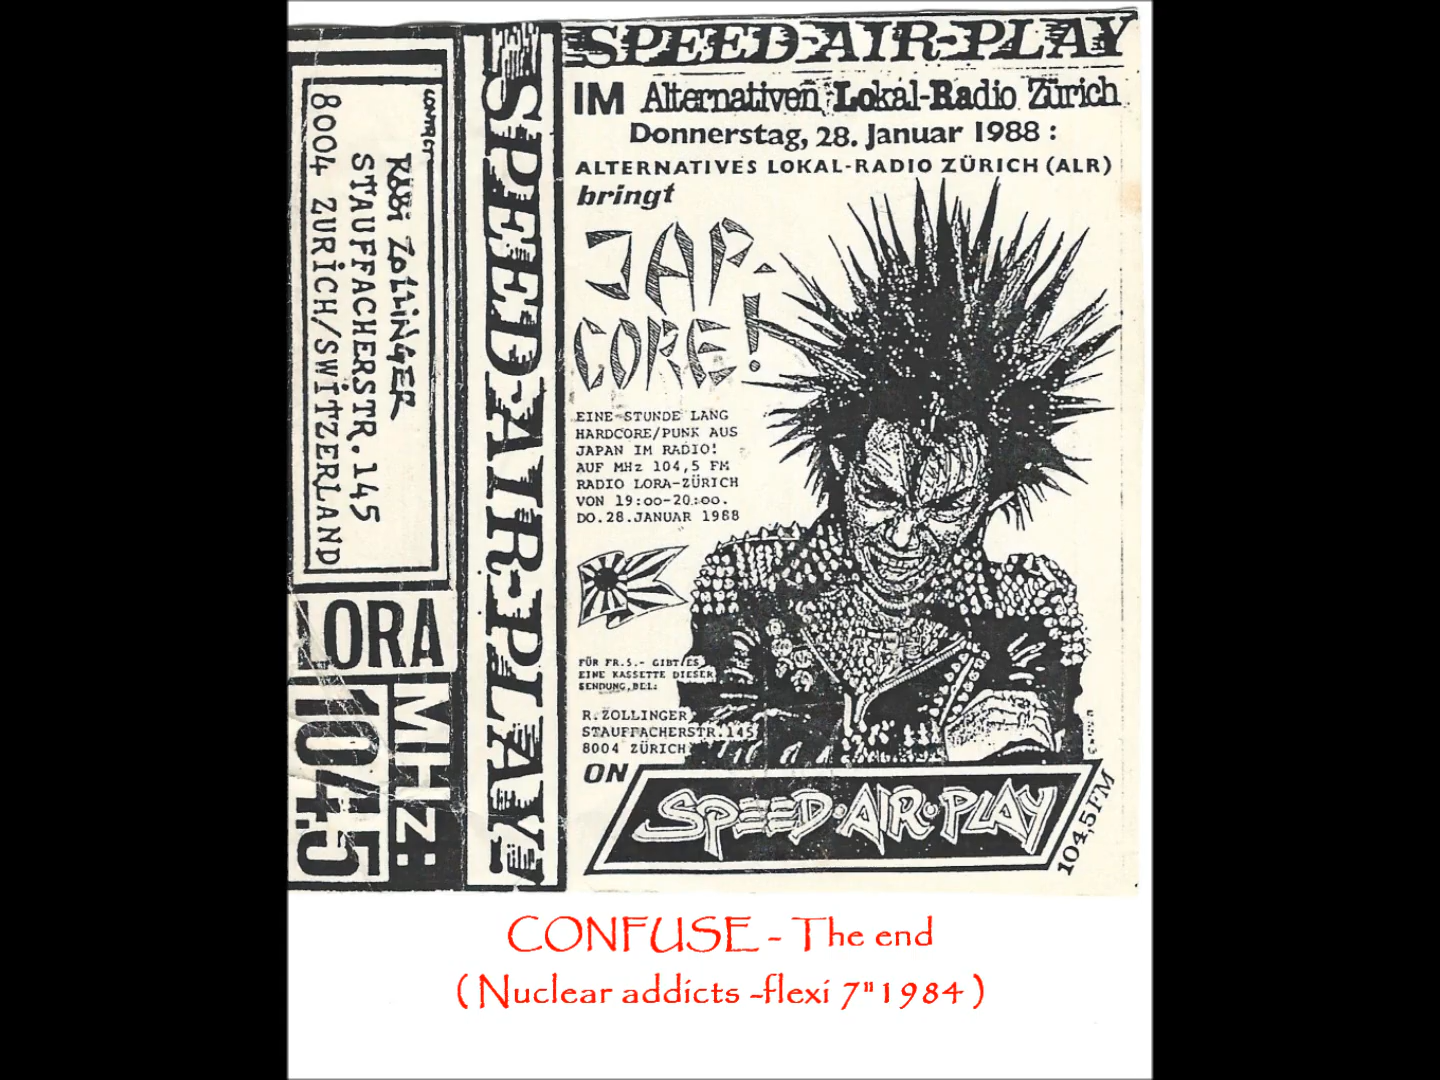 CONTACT
Röbi ZolliNGER
STAUFFACHERSTR.145
8004 ZURiCH/SWiTZERLAND
LORA
MHz:
104.5
SPEED-AIR-PLAY!
SPEED-AIR-PLAY
IM Alternativen Lokal-Radio Zürich
Donnerstag, 28. Januar 1988 :
ALTERNATIVES LOKAL-RADIO ZÜRICH (ALR)
bringt
JAP-
CORE!
EINE STUNDE LANG
HARDCORE/PUNK AUS
JAPAN IM RADIO!
AUF MHz 104,5 FM
RADIO LORA-ZÜRICH
VON 19:00-20:00.
DO.28.JANUAR 1988
FÜR FR.5.- GIBT ES
EINE KASSETTE DIESER
SENDUNG,BEI:
R.ZOLLINGER
STAUFFACHERSTR.145
8004 ZÜRICH
ON
SPEED·AIR·PLAY
104,5 FM
CONFUSE - The end
( Nuclear addicts -flexi 7" 1984 )